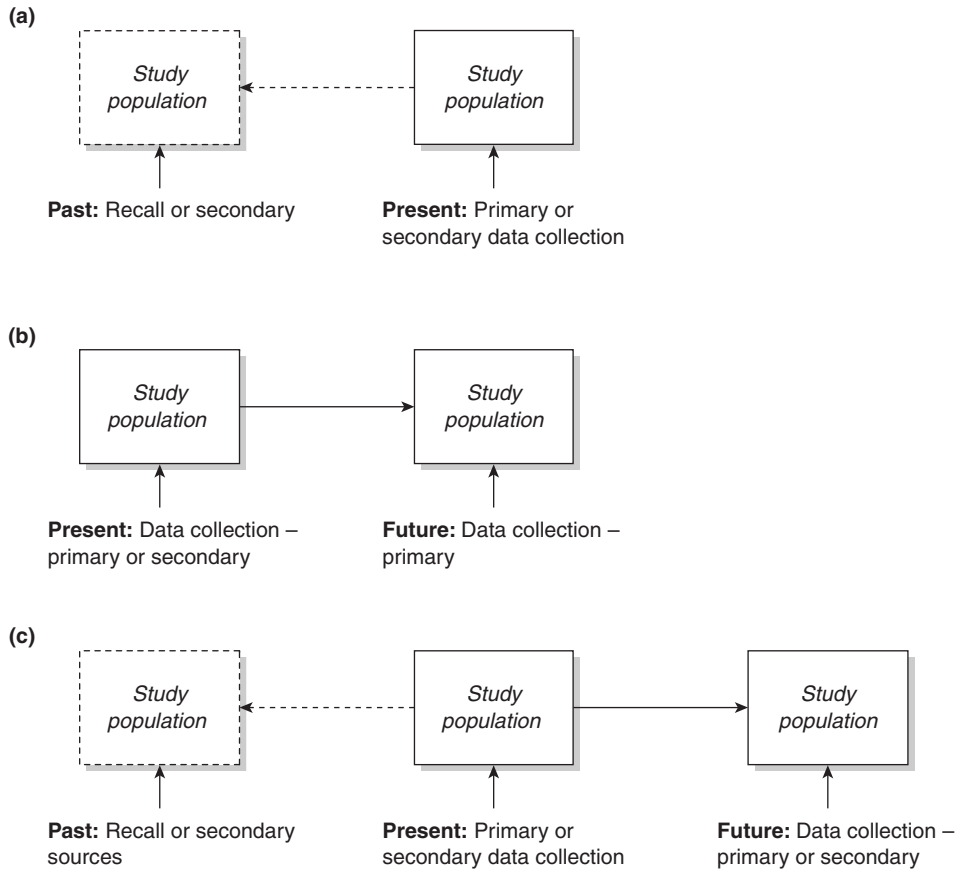 (a)
Study
population
Study
population
Past: Recall or secondary
Present: Primary or
secondary data collection
(b)
Study
population
Study
population
Present: Data collection –
primary or secondary
Future: Data collection –
primary
(c)
Study
population
Study
population
Study
population
Past: Recall or secondary
sources
Present: Primary or
secondary data collection
Future: Data collection –
primary or secondary